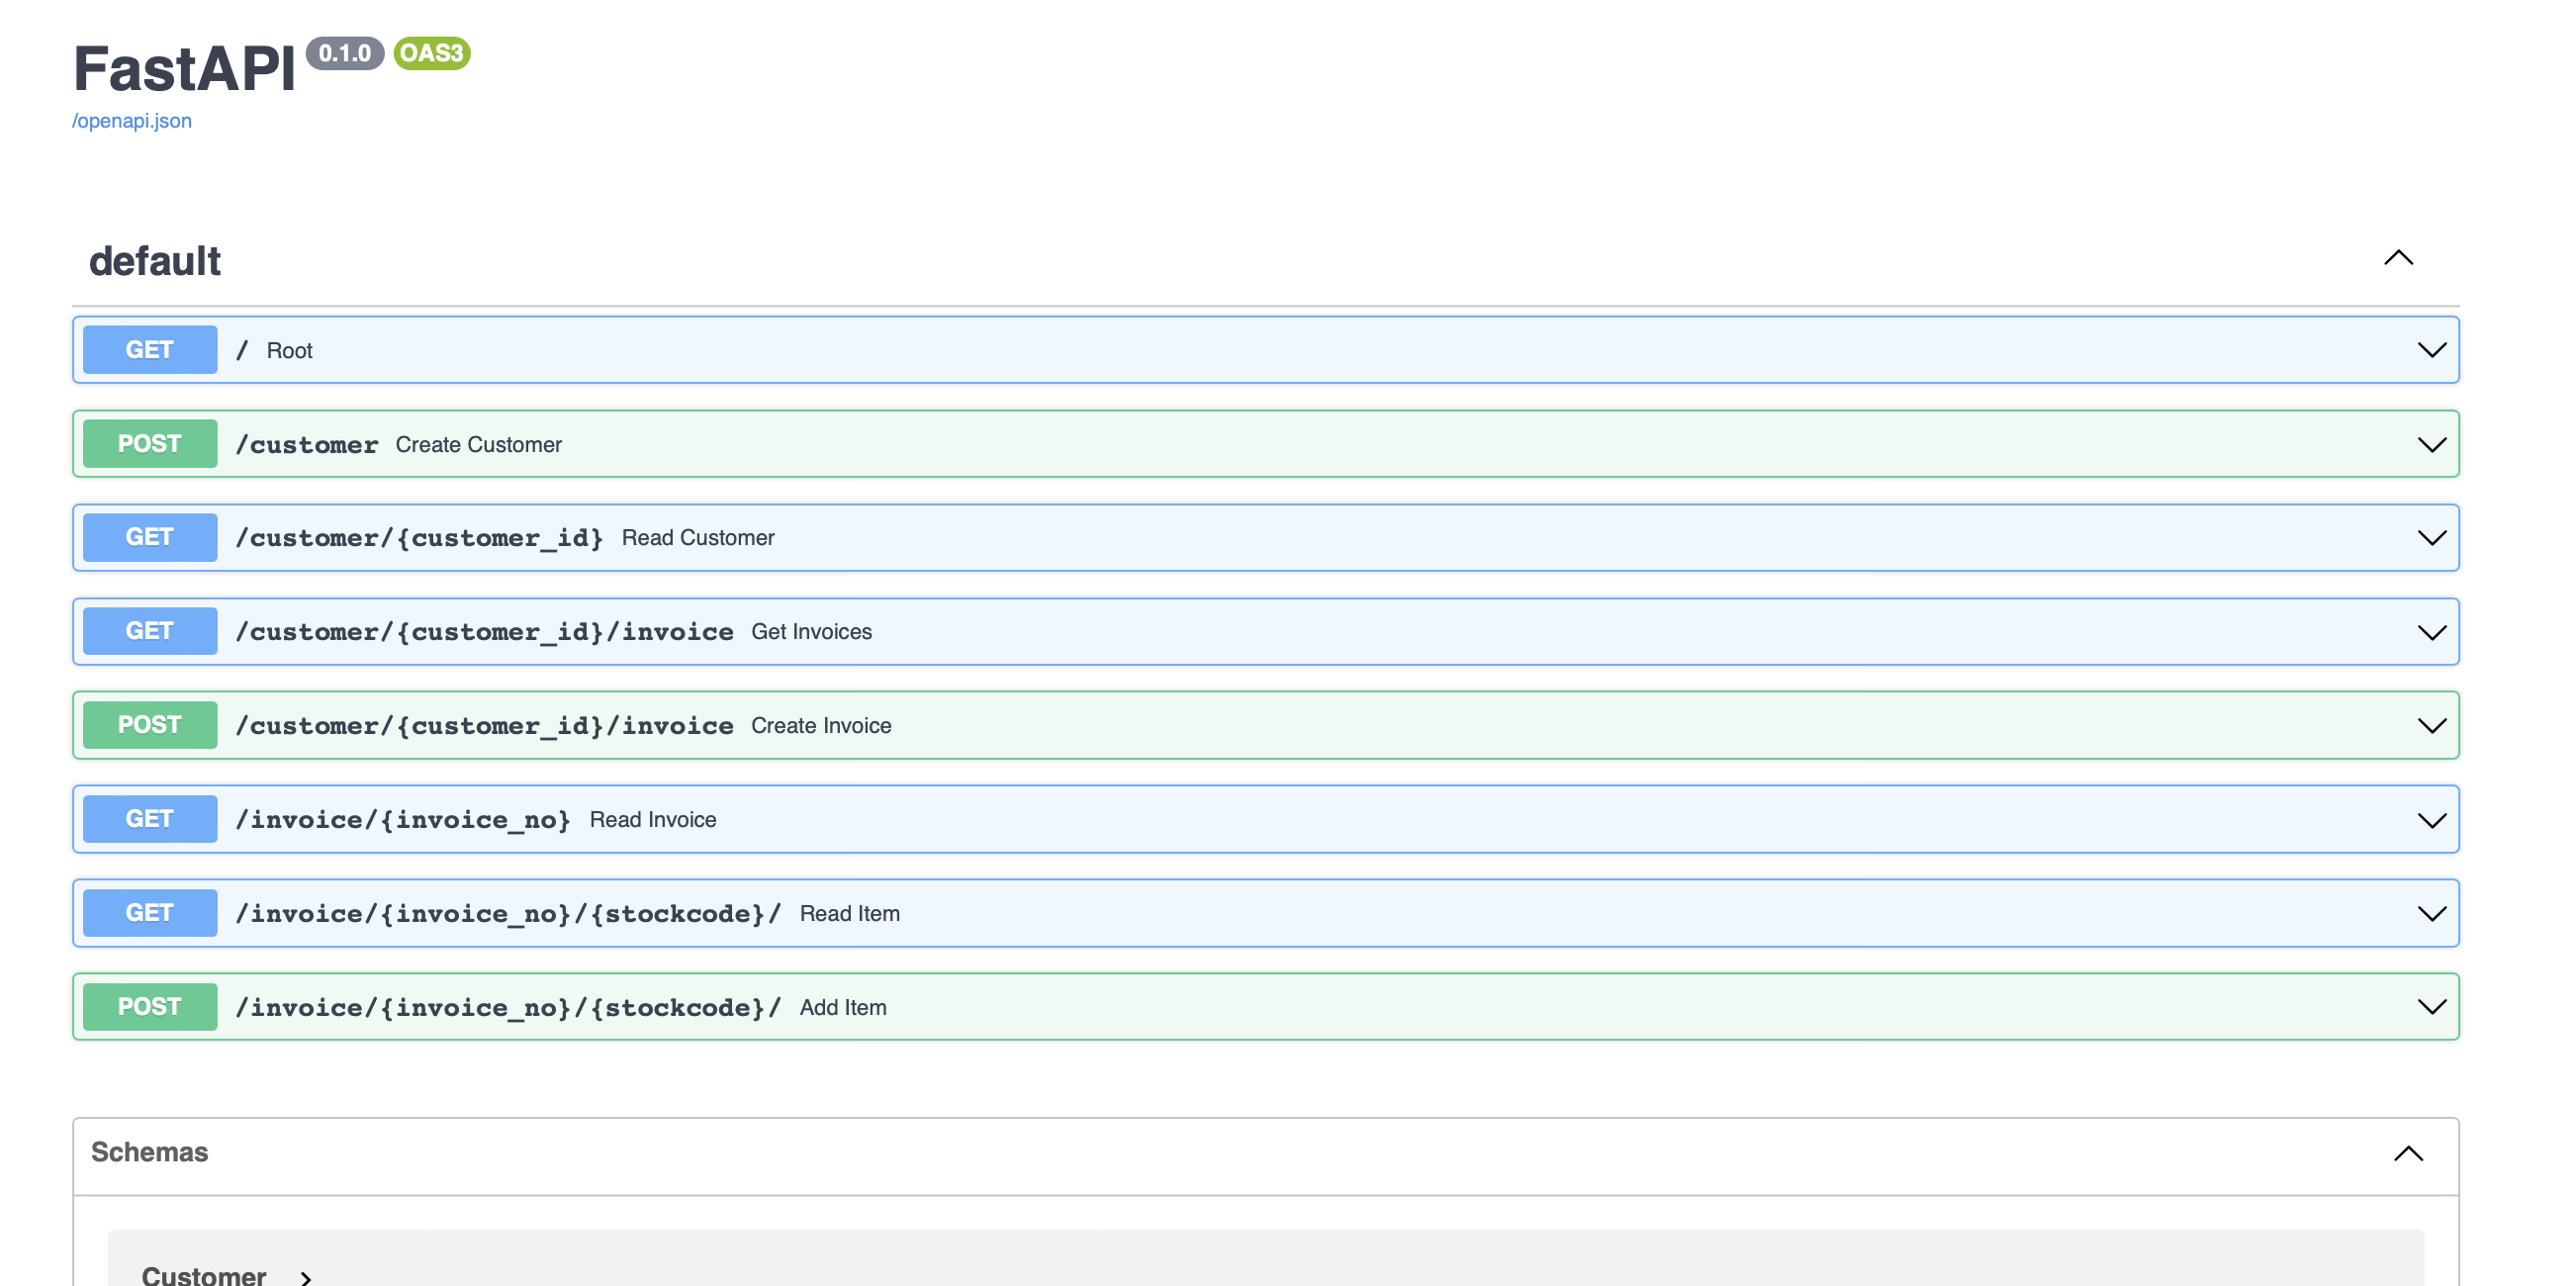 FastAPI 0.1.0 OAS3
/openapi.json
default
GET / Root
POST /customer Create Customer
GET /customer/{customer_id} Read Customer
GET /customer/{customer_id}/invoice Get Invoices
POST /customer/{customer_id}/invoice Create Invoice
GET /invoice/{invoice_no} Read Invoice
GET /invoice/{invoice_no}/{stockcode}/ Read Item
POST /invoice/{invoice_no}/{stockcode}/ Add Item
Schemas
Customer